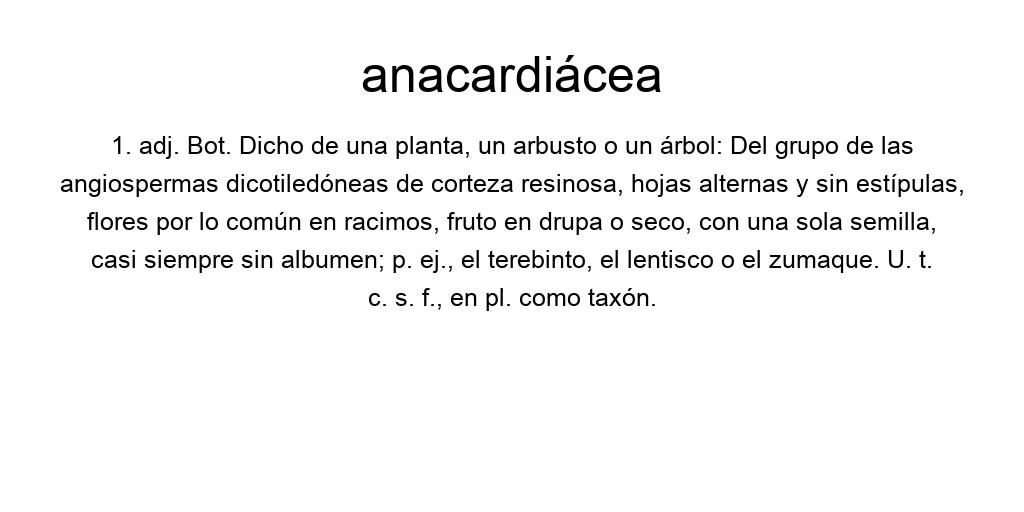 anacardiácea
1. adj. Bot. Dicho de una planta, un arbusto o un árbol: Del grupo de las
angiospermas dicotiledóneas de corteza resinosa, hojas alternas y sin estípulas,
flores por lo común en racimos, fruto en drupa o seco, con una sola semilla,
casi siempre sin albumen; p. ej., el terebinto, el lentisco o el zumaque. U. t.
c. s. f., en pl. como taxón.